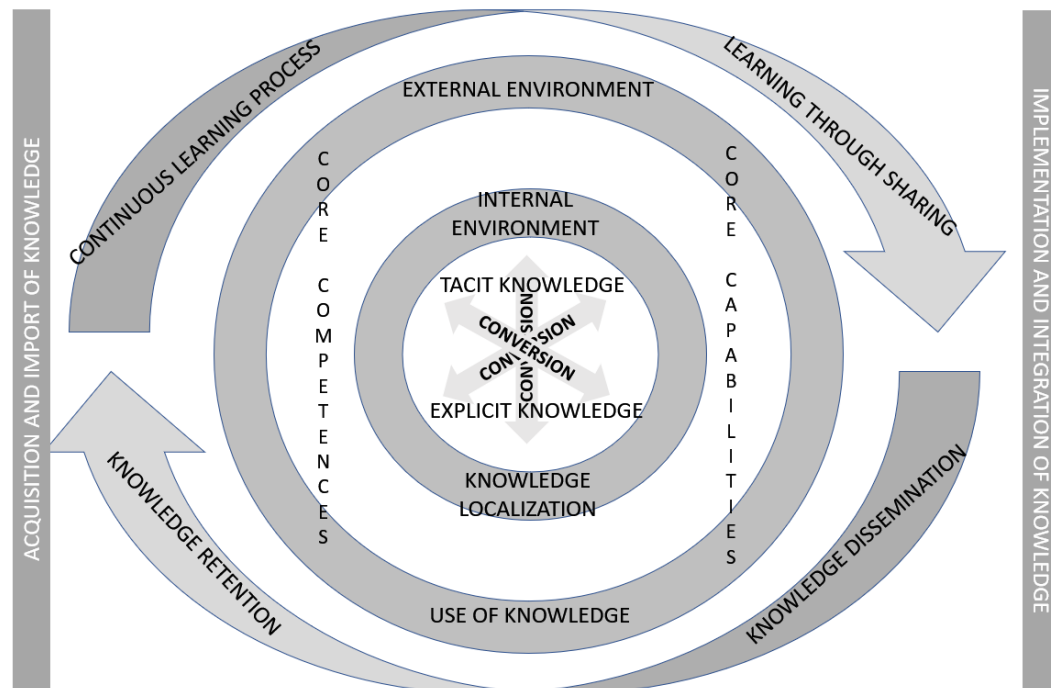 ACQUISITION AND IMPORT OF KNOWLEDGE
CONTINUOUS LEARNING PROCESS
LEARNING THROUGH SHARING
IMPLEMENTATION AND INTEGRATION OF KNOWLEDGE
EXTERNAL ENVIRONMENT
CORE COMPETENCES
CORE CAPABILITIES
INTERNAL
ENVIRONMENT
TACIT KNOWLEDGE
CONVERSION
CONVERSION
CONVERSION
EXPLICIT KNOWLEDGE
KNOWLEDGE
LOCALIZATION
USE OF KNOWLEDGE
KNOWLEDGE RETENTION
KNOWLEDGE DISSEMINATION